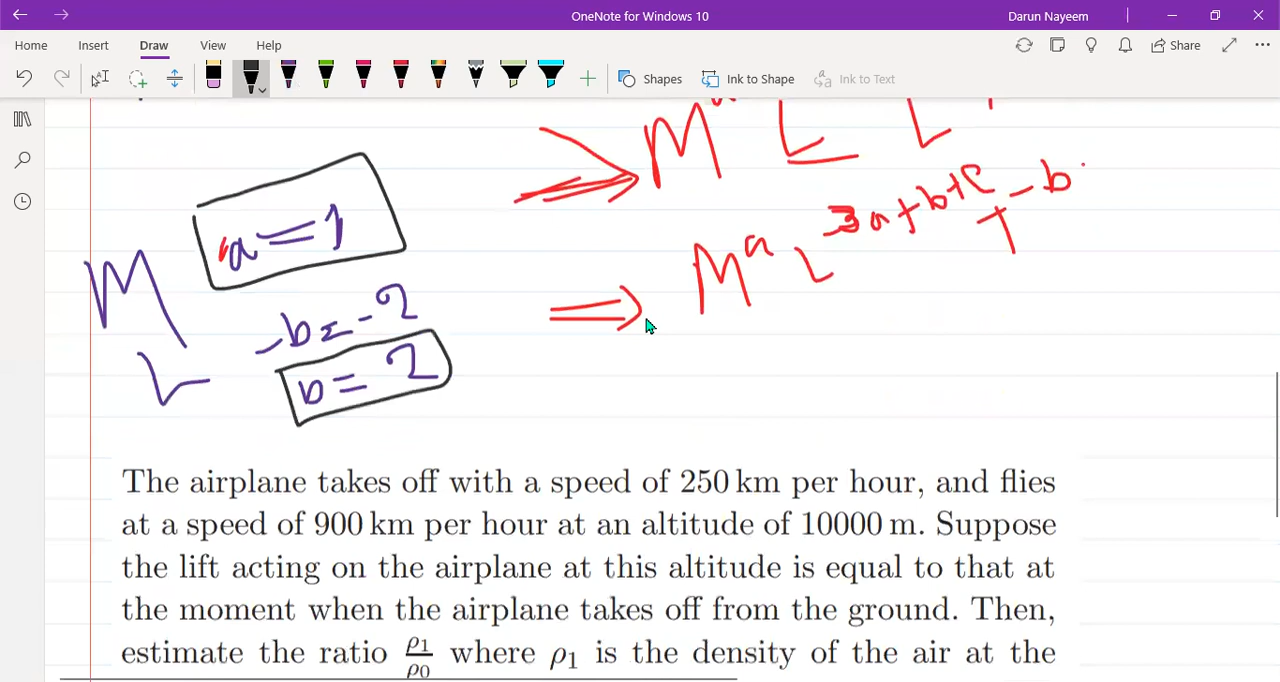 OneNote for Windows 10
Darun Nayeem
Home Insert Draw View Help
Share
Shapes Ink to Shape Ink to Text
M L L
M^a L^{-3a+b+c} T^{-b}
a=1
M
-b=-2
L
b=2
The airplane takes off with a speed of 250 km per hour, and flies
at a speed of 900 km per hour at an altitude of 10000 m. Suppose
the lift acting on the airplane at this altitude is equal to that at
the moment when the airplane takes off from the ground. Then,
estimate the ratio ρ1/ρ0 where ρ1 is the density of the air at the